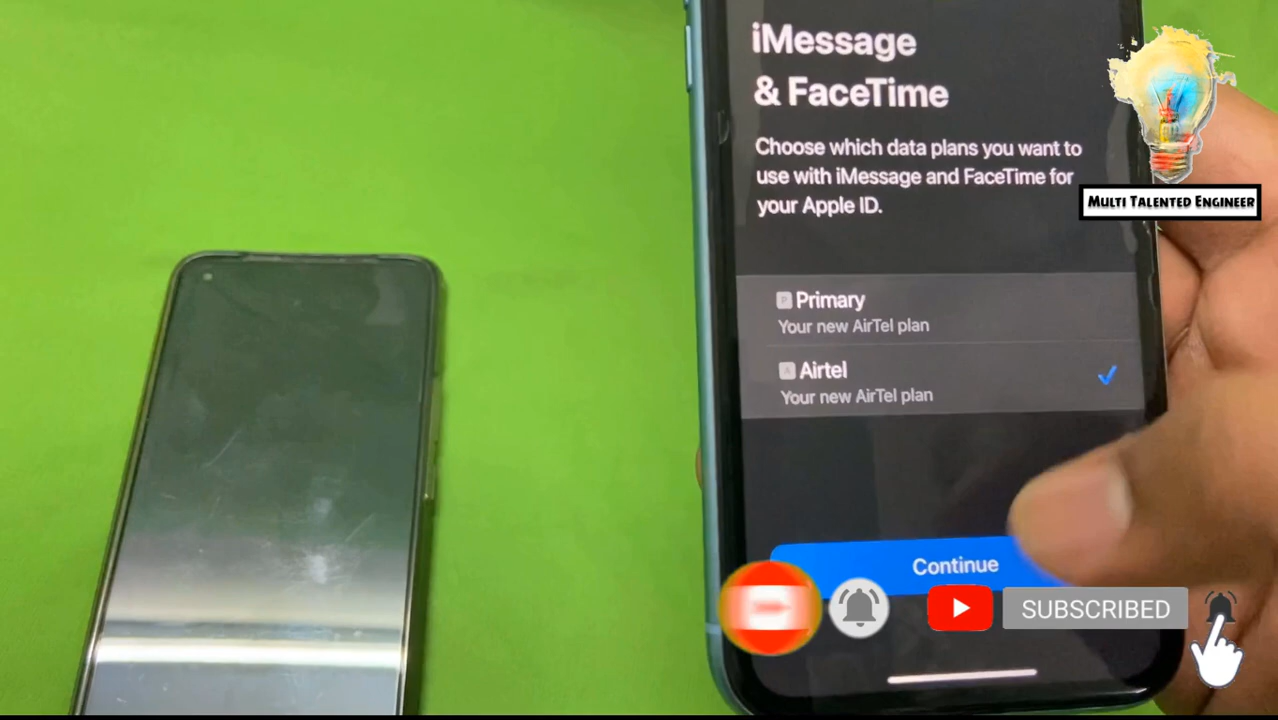 iMessage
& FaceTime
Choose which data plans you want to
use with iMessage and FaceTime for
your Apple ID.
MULTI TALENTED ENGINEER
P Primary
Your new AirTel plan
A Airtel
Your new AirTel plan
Continue
SUBSCRIBED